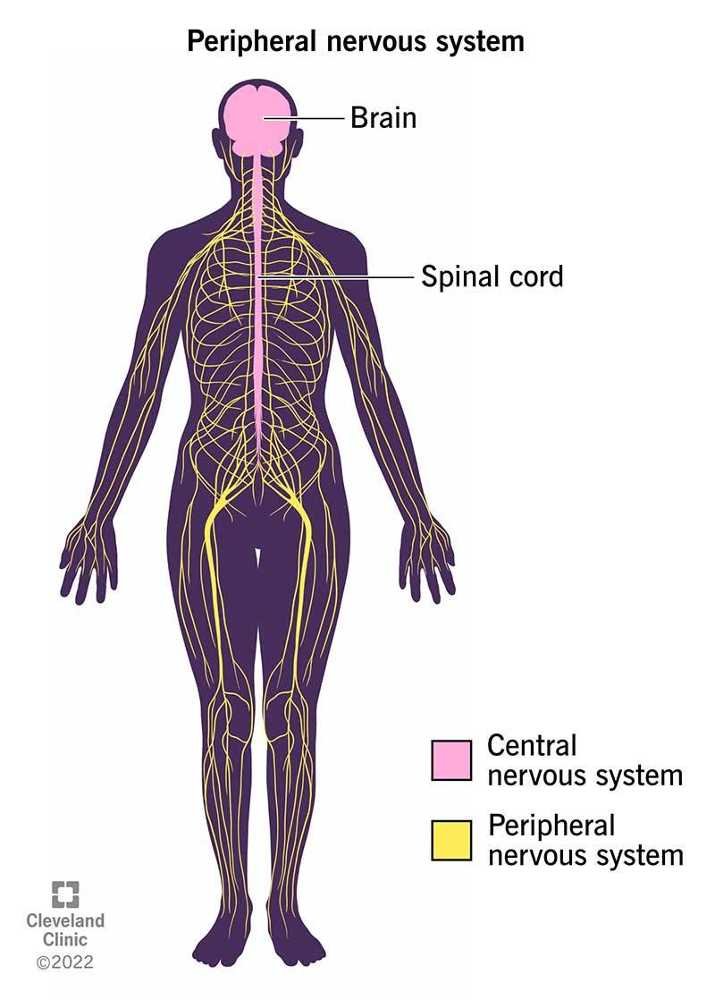 Peripheral nervous system
Brain
Spinal cord
Central
nervous system
Peripheral
nervous system
Cleveland
Clinic
©2022